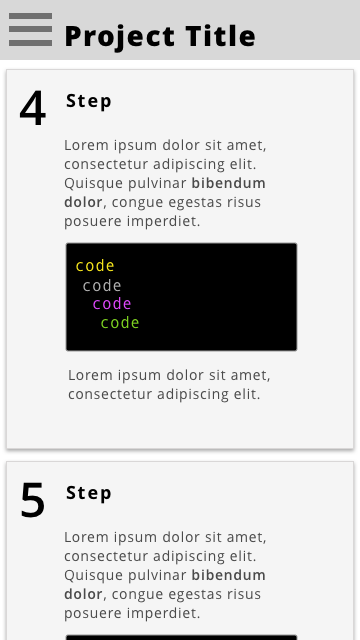 Project Title
4 Step
Lorem ipsum dolor sit amet,
consectetur adipiscing elit.
Quisque pulvinar bibendum
dolor, congue egestas risus
posuere imperdiet.
code
code
code
code
Lorem ipsum dolor sit amet,
consectetur adipiscing elit.
5 Step
Lorem ipsum dolor sit amet,
consectetur adipiscing elit.
Quisque pulvinar bibendum
dolor, congue egestas risus
posuere imperdiet.